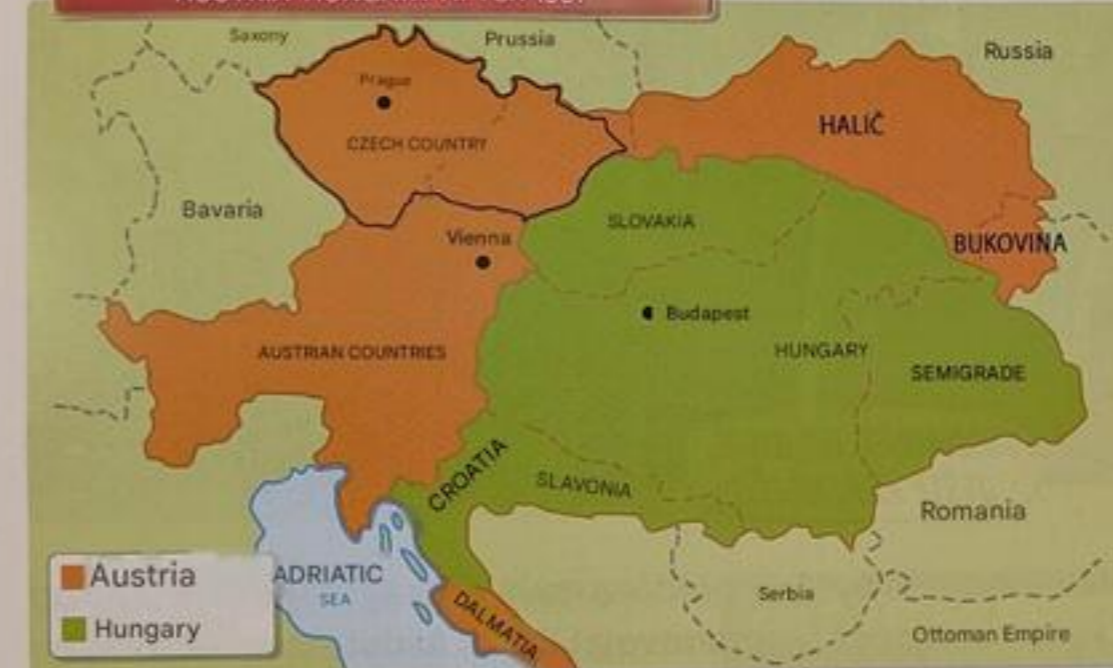 Saxony
Prussia
Russia
Prague
HALIČ
CZECH COUNTRY
Bavaria
SLOVAKIA
Vienna
BUKOVINA
Budapest
AUSTRIAN COUNTRIES
HUNGARY
SEMIGRADE
CROATIA
SLAVONIA
Romania
Austria
ADRIATIC
SEA
Serbia
DALMATIA
Hungary
Ottoman Empire